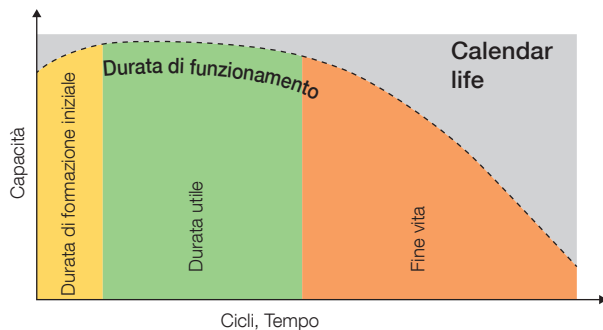 Calendar
life
Durata di funzionamento
Capacità
Durata di formazione iniziale
Durata utile
Fine vita
Cicli, Tempo